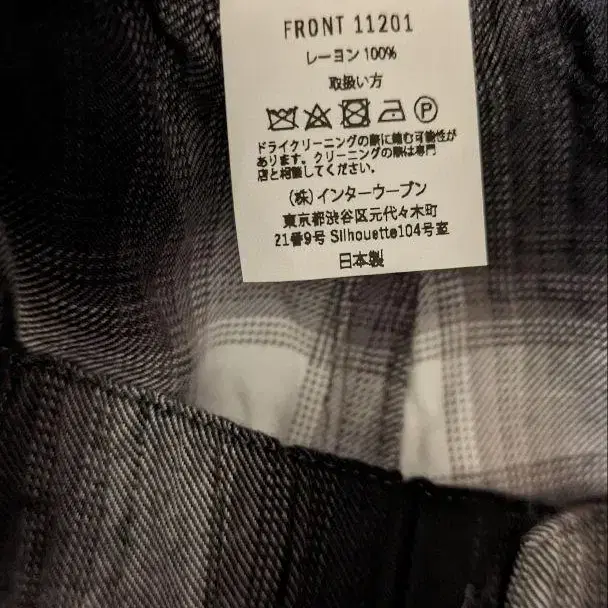 FRONT 11201
レーヨン 100%
取扱い方
P
ドライクリーニングの際に縮む可能性が
あります。クリーニングの際は専門
店と相談してください。
(株)インターウーブン
東京都渋谷区元代々木町
21番9号 Silhouette104号室
日本製